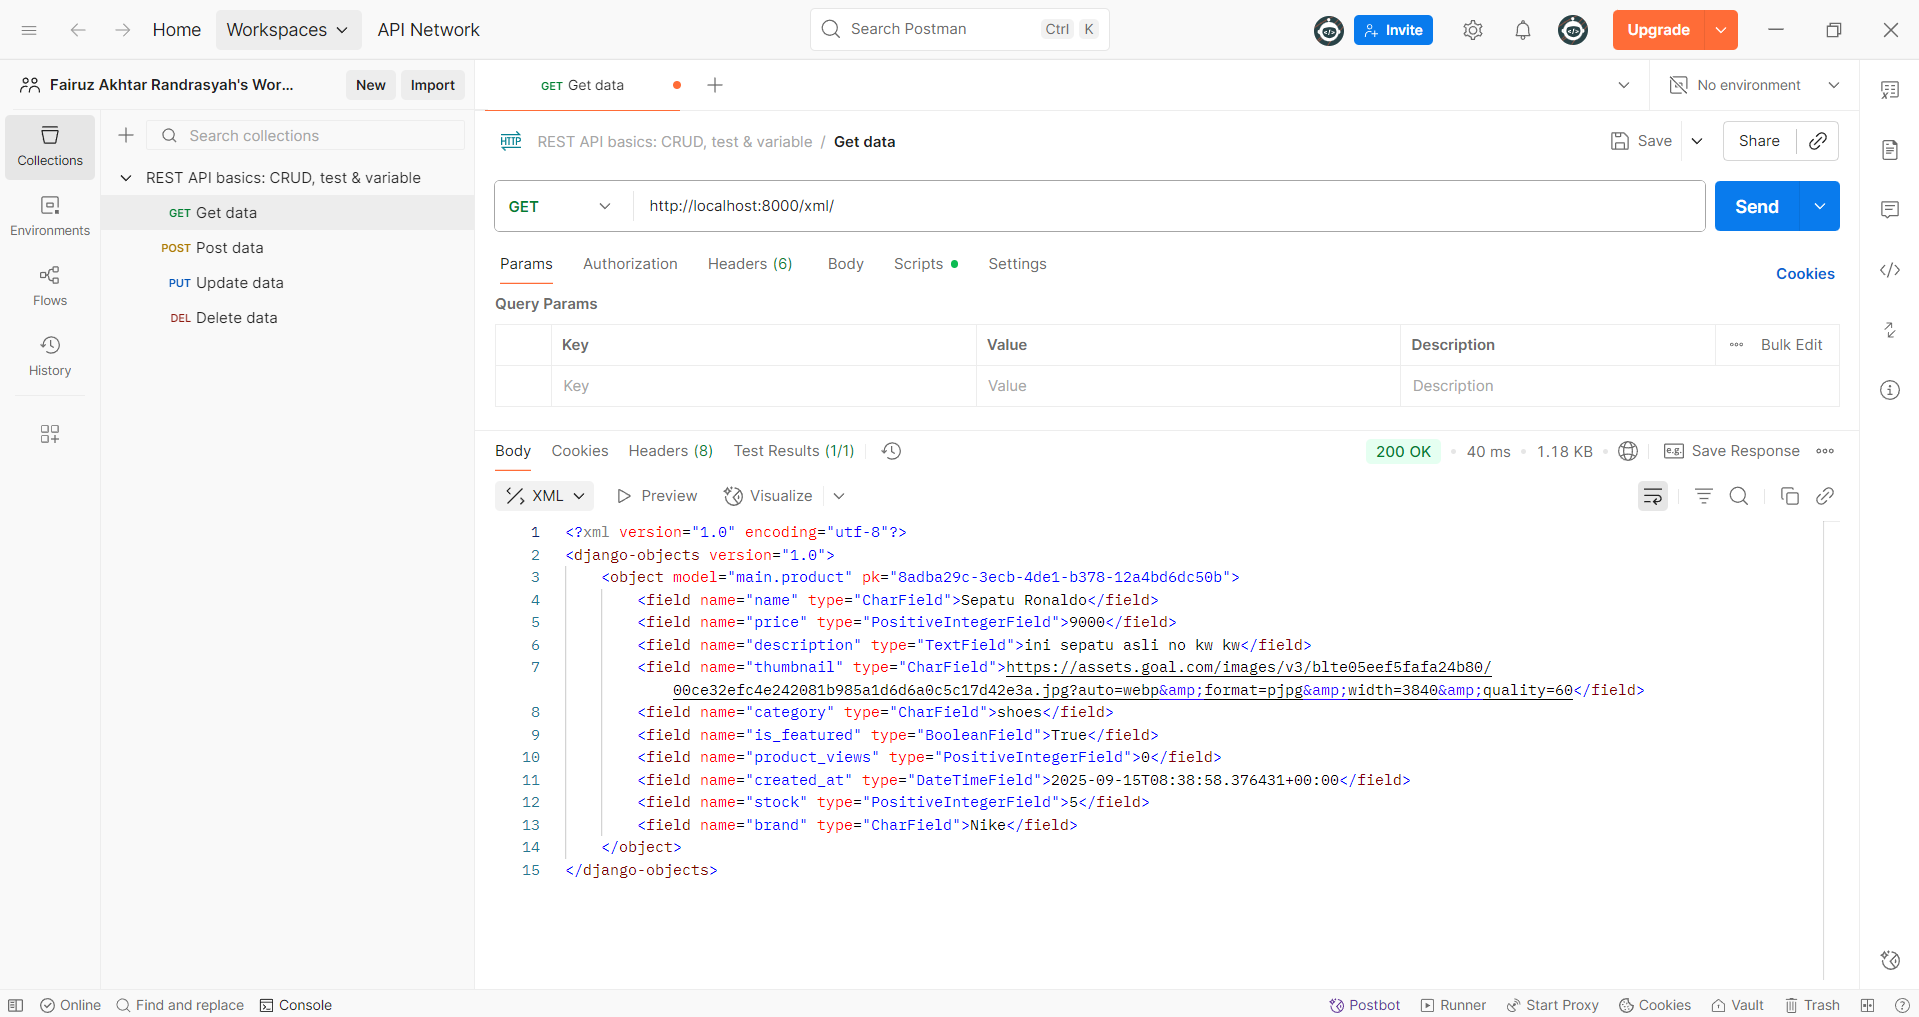 Home
Workspaces
API Network
Search Postman
Ctrl K
Invite
Upgrade
Fairuz Akhtar Randrasyah's Wor...
New
Import
GET Get data
No environment
Collections
Environments
Flows
History
Search collections
REST API basics: CRUD, test & variable
GET Get data
POST Post data
PUT Update data
DEL Delete data
HTTP
REST API basics: CRUD, test & variable / Get data
Save
Share
GET
http://localhost:8000/xml/
Send
Params
Authorization
Headers (6)
Body
Scripts
Settings
Cookies
Query Params
Key Value Description Bulk Edit
Key Value Description
Body
Cookies
Headers (8)
Test Results (1/1)
200 OK
40 ms
1.18 KB
e.g.
Save Response
XML
Preview
Visualize
1 <?xml version="1.0" encoding="utf-8"?>
2 <django-objects version="1.0">
3 <object model="main.product" pk="8adba29c-3ecb-4de1-b378-12a4bd6dc50b">
4 <field name="name" type="CharField">Sepatu Ronaldo</field>
5 <field name="price" type="PositiveIntegerField">9000</field>
6 <field name="description" type="TextField">ini sepatu asli no kw kw</field>
7 <field name="thumbnail" type="CharField">https://assets.goal.com/images/v3/blte05eef5fafa24b80/
00ce32efc4e242081b985a1d6d6a0c5c17d42e3a.jpg?auto=webp&amp;format=pjpg&amp;width=3840&amp;quality=60</field>
8 <field name="category" type="CharField">shoes</field>
9 <field name="is_featured" type="BooleanField">True</field>
10 <field name="product_views" type="PositiveIntegerField">0</field>
11 <field name="created_at" type="DateTimeField">2025-09-15T08:38:58.376431+00:00</field>
12 <field name="stock" type="PositiveIntegerField">5</field>
13 <field name="brand" type="CharField">Nike</field>
14 </object>
15 </django-objects>
Online
Find and replace
Console
Postbot
Runner
Start Proxy
Cookies
Vault
Trash